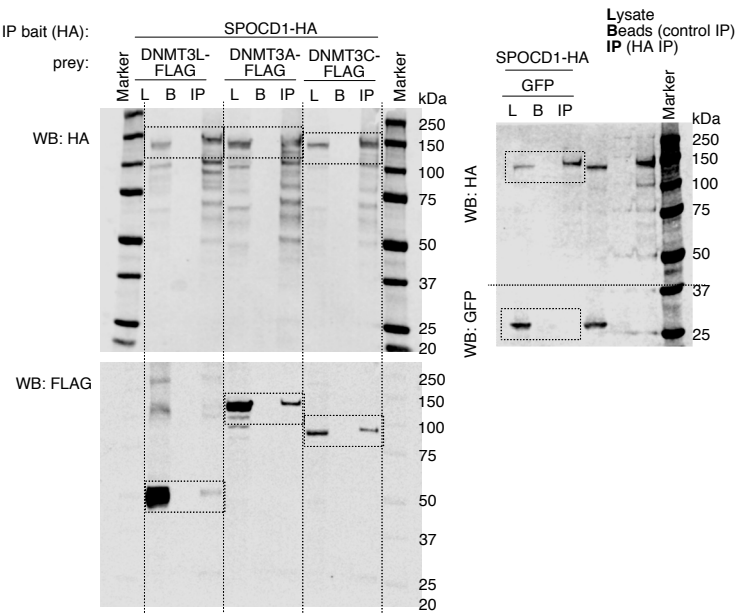 IP bait (HA):
SPOCD1-HA
prey:
DNMT3L-
FLAG
DNMT3A-
FLAG
DNMT3C-
FLAG
Marker
L B IP L B IP L B IP
Marker
kDa
WB: HA
250
150
100
75
50
37
25
20
WB: FLAG
250
150
100
75
50
37
25
20
Lysate
Beads (control IP)
IP (HA IP)
SPOCD1-HA
GFP
L B IP
Marker
kDa
WB: HA
250
150
100
75
50
37
WB: GFP
25